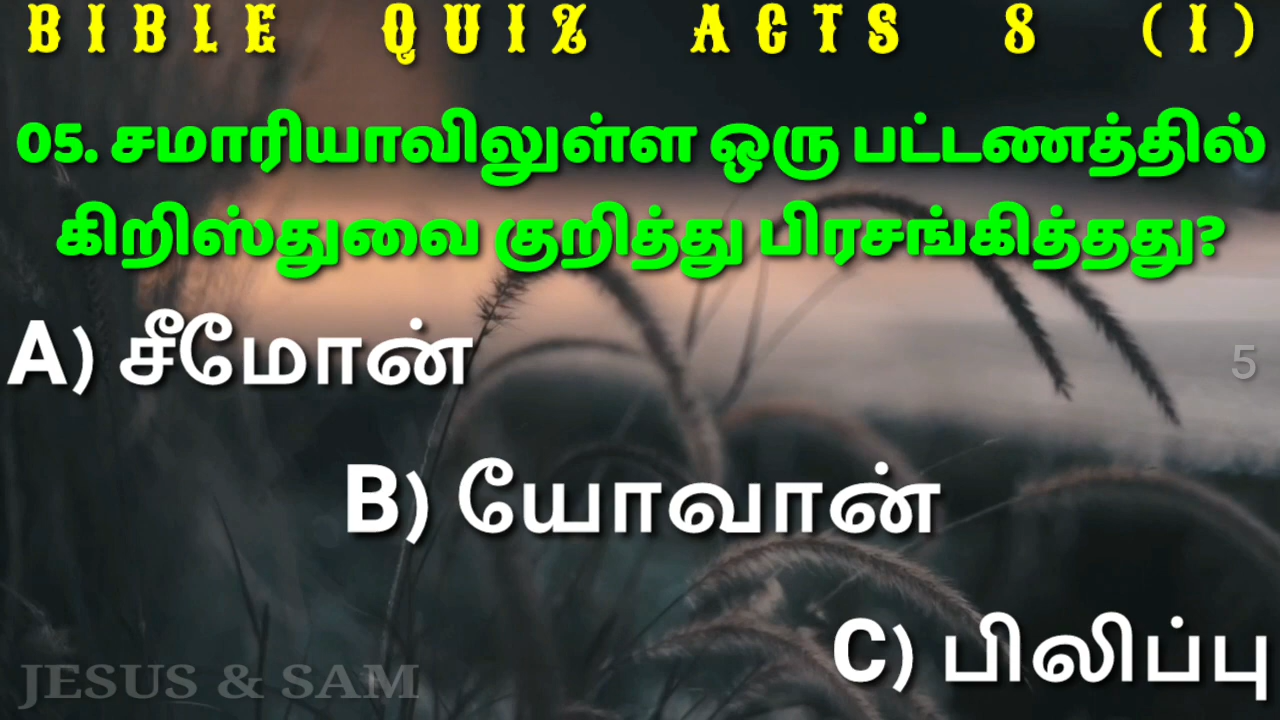 BIBLE QUIZ ACTS 8 (I)
05. சமாரியாவிலுள்ள ஒரு பட்டணத்தில்
கிறிஸ்துவை குறித்து பிரசங்கித்தது?
A) சீமோன்
5
B) யோவான்
C) பிலிப்பு
JESUS & SAM